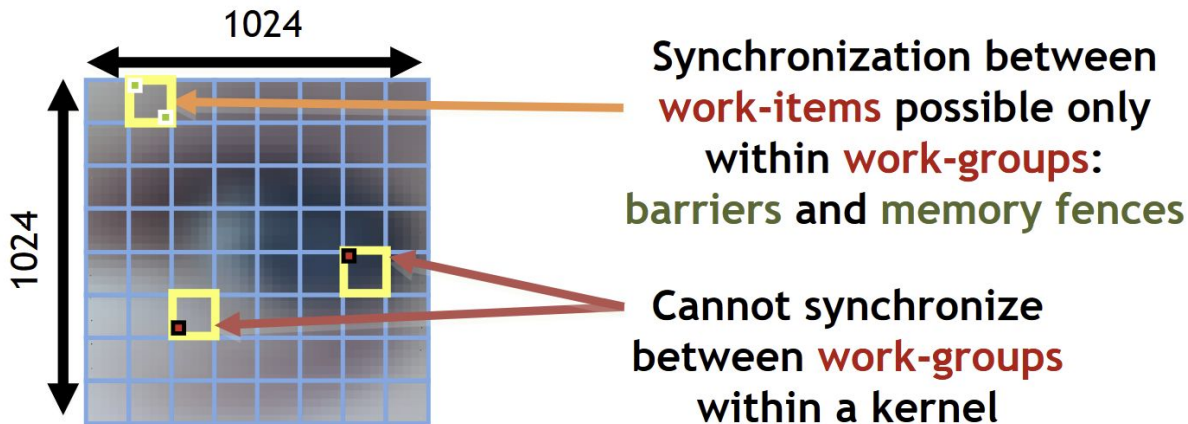 1024
1024
Synchronization between
work-items possible only
within work-groups:
barriers and memory fences
Cannot synchronize
between work-groups
within a kernel